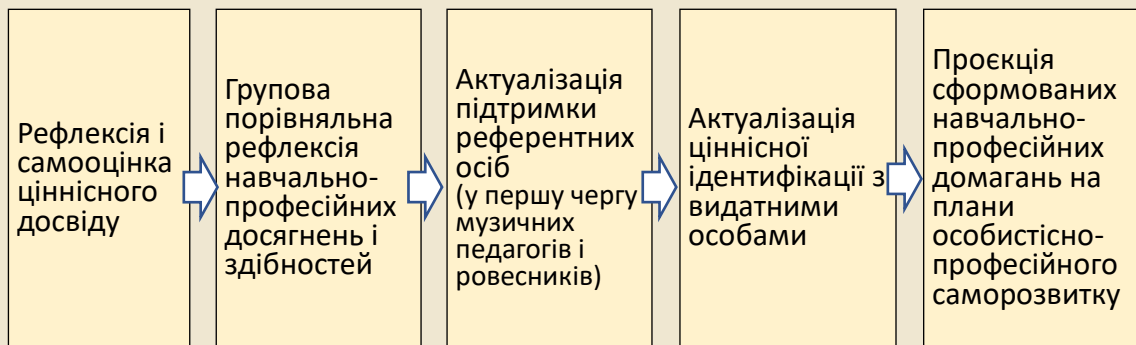 Рефлексія і
самооцінка
ціннісного
досвіду
Групова
порівняльна
рефлексія
навчально-
професійних
досягнень і
здібностей
Актуалізація
підтримки
референтних
осіб
(у першу чергу
музичних
педагогів і
ровесників)
Актуалізація
ціннісної
ідентифікації з
видатними
особами
Проєкція
сформованих
навчально-
професійних
домагань на
плани
особистісно-
професійного
саморозвитку